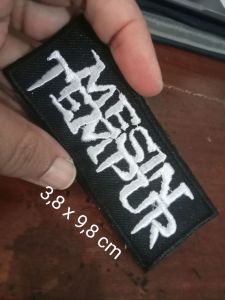 MESIN
TEMPUR
3,8 x 9,8 cm